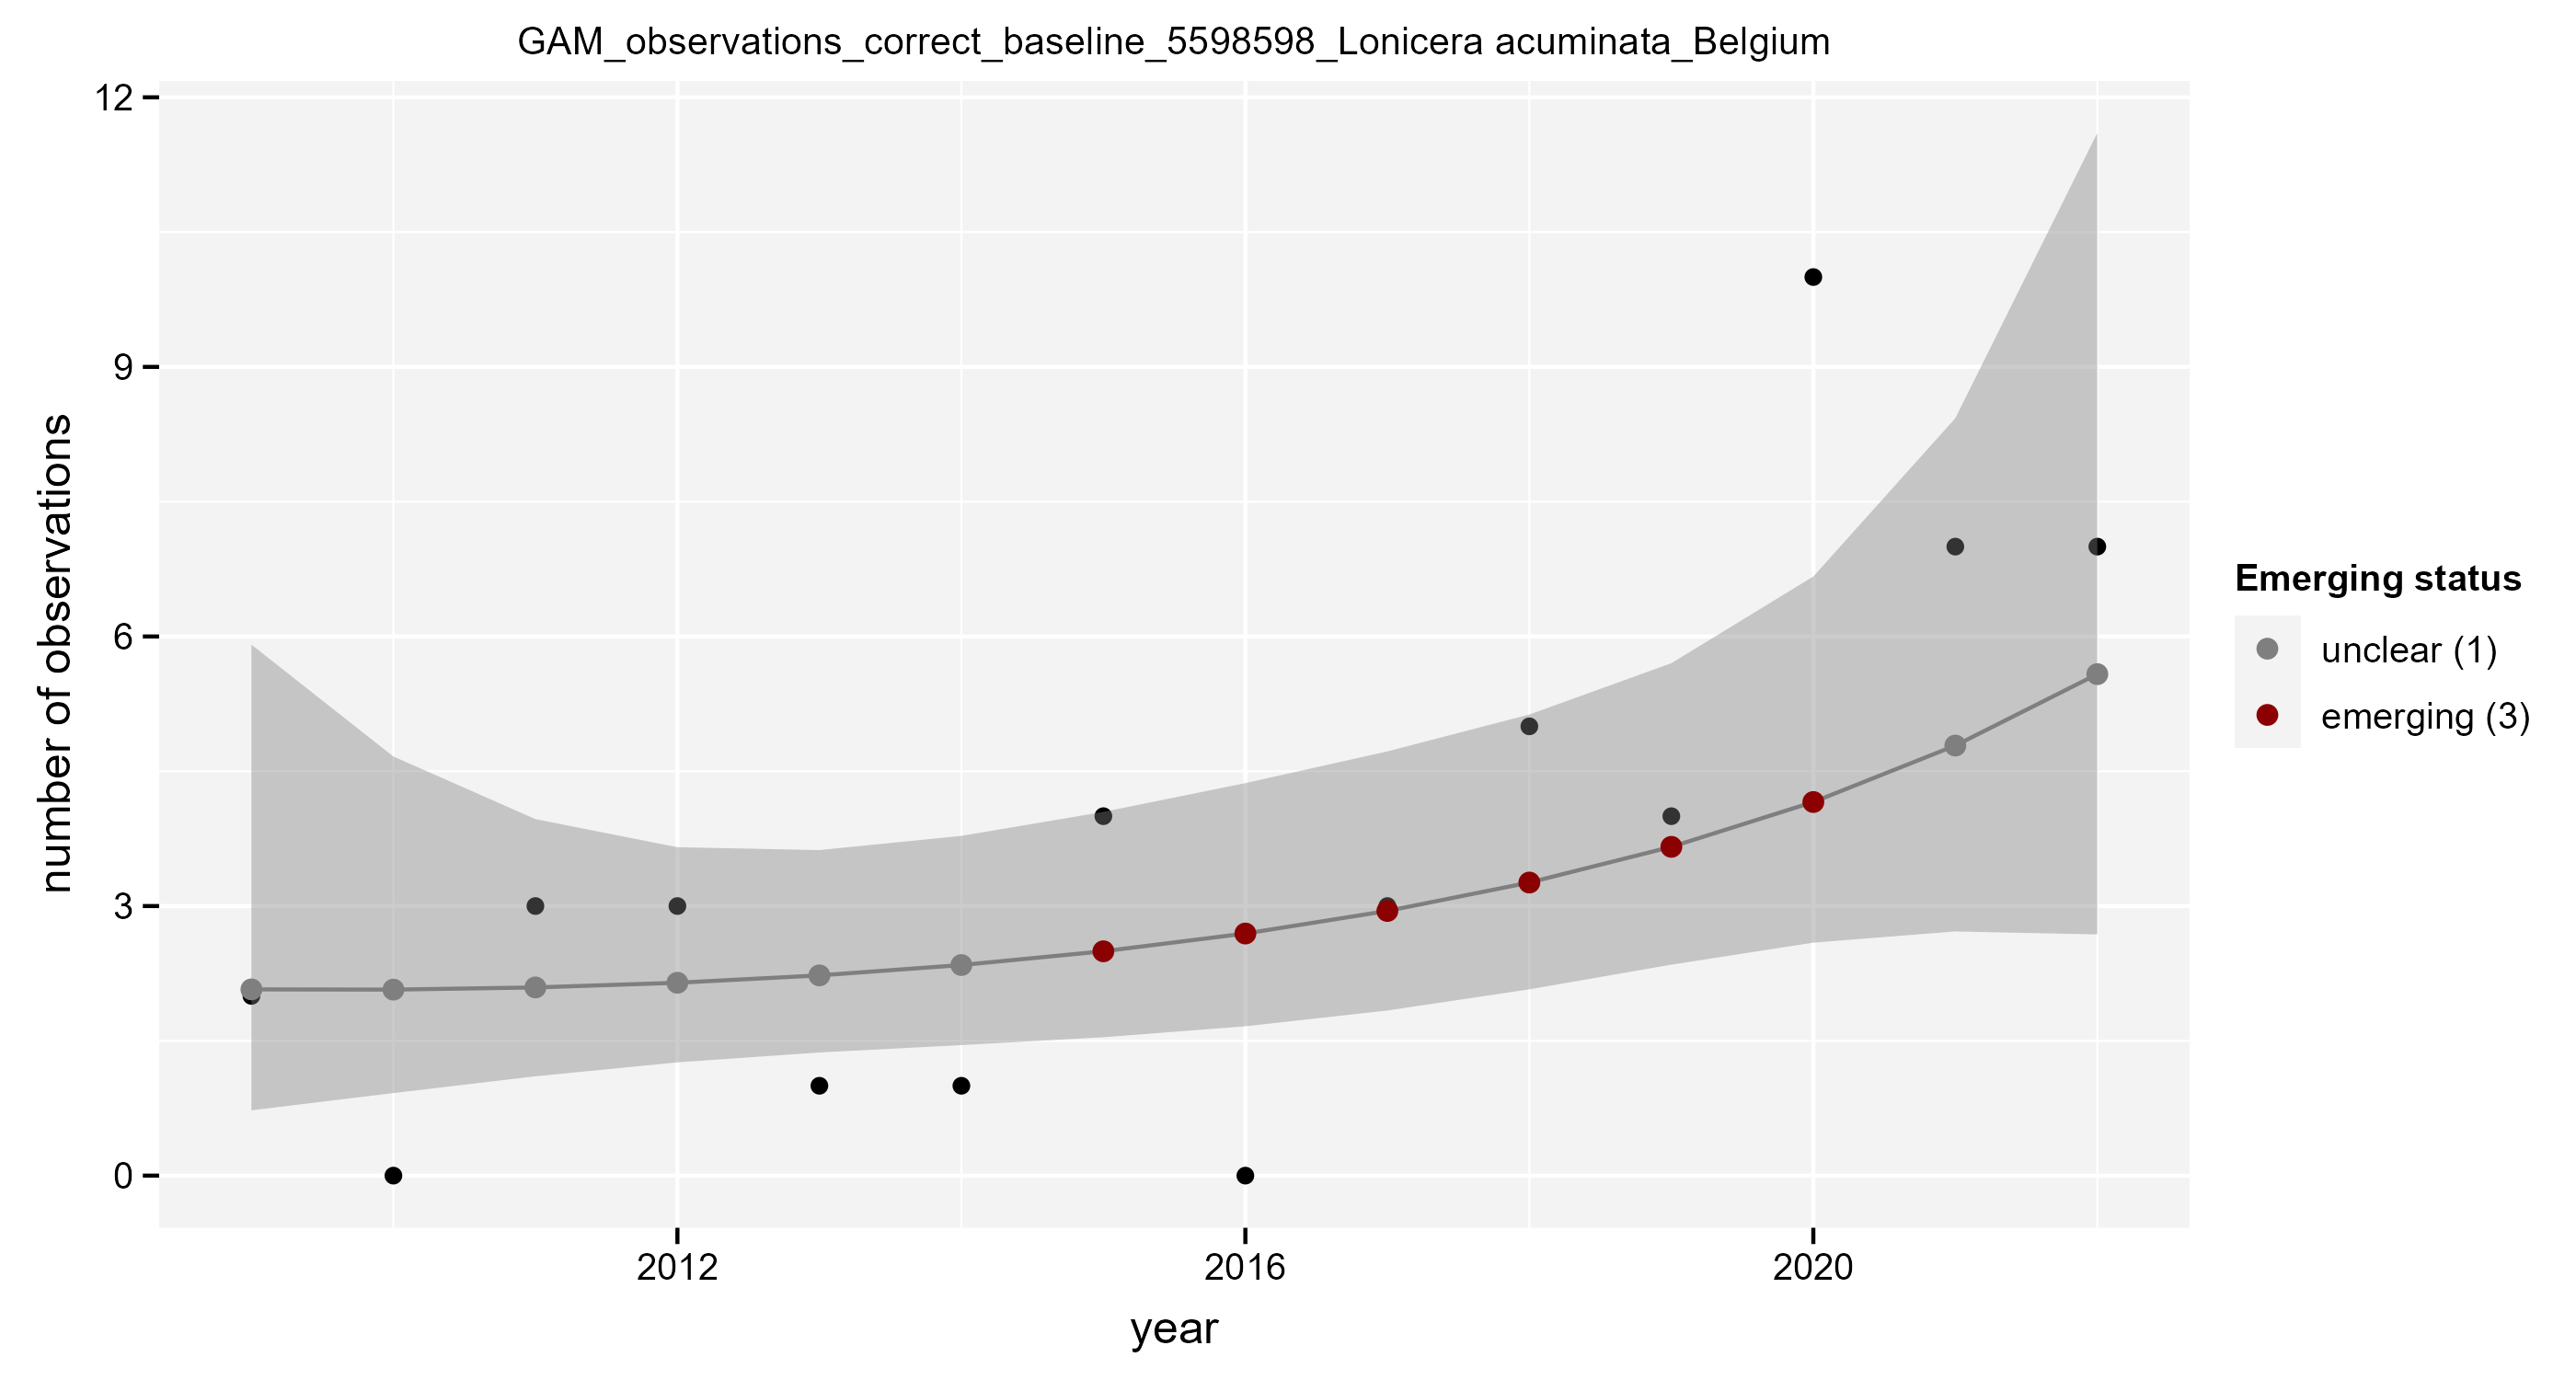 GAM_observations_correct_baseline_5598598_Lonicera acuminata_Belgium
12
9
6
3
0
number of observations
2012
2016
2020
year
Emerging status
unclear (1)
emerging (3)